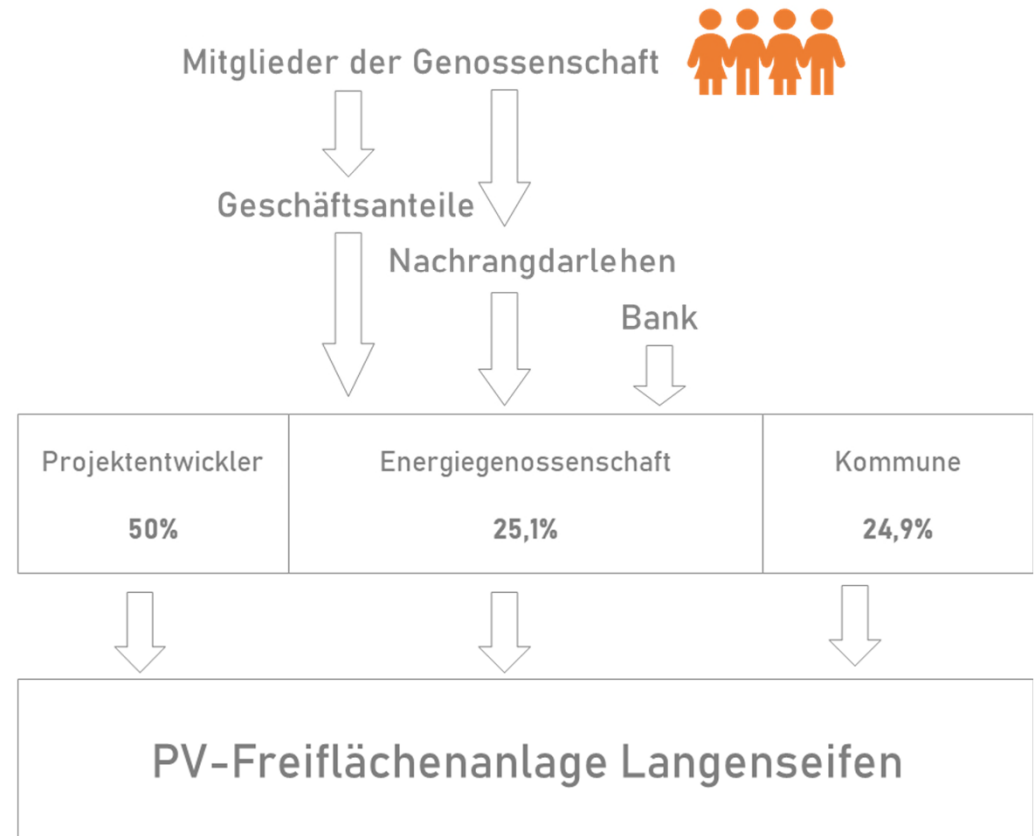 Mitglieder der Genossenschaft
Geschäftsanteile
Nachrangdarlehen
Bank
Projektentwickler
50%
Energiegenossenschaft
25,1%
Kommune
24,9%
PV-Freiflächenanlage Langenseifen